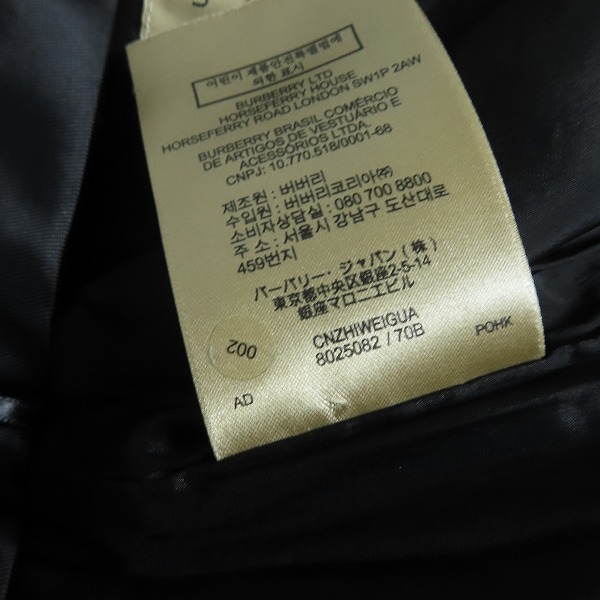 어린이 제품안전특별법에
의한 표시
BURBERRY LTD
HORSEFERRY HOUSE
HORSEFERRY ROAD LONDON SW1P 2AW
BURBERRY BRASIL COMÉRCIO
DE ARTIGOS DE VESTUÁRIO E
ACESSÓRIOS LTDA.
CNPJ: 10.770.518/0001-68
제조원 : 버버리
수입원 : 버버리코리아㈜
소비자상담실 : 080 700 8800
주 소 : 서울시 강남구 도산대로
459번지
バーバリー・ジャパン(株)
東京都中央区銀座2-5-14
銀座マロニエビル
002
CNZHIWEIGUA
8025082 / 70B
POHK
AD